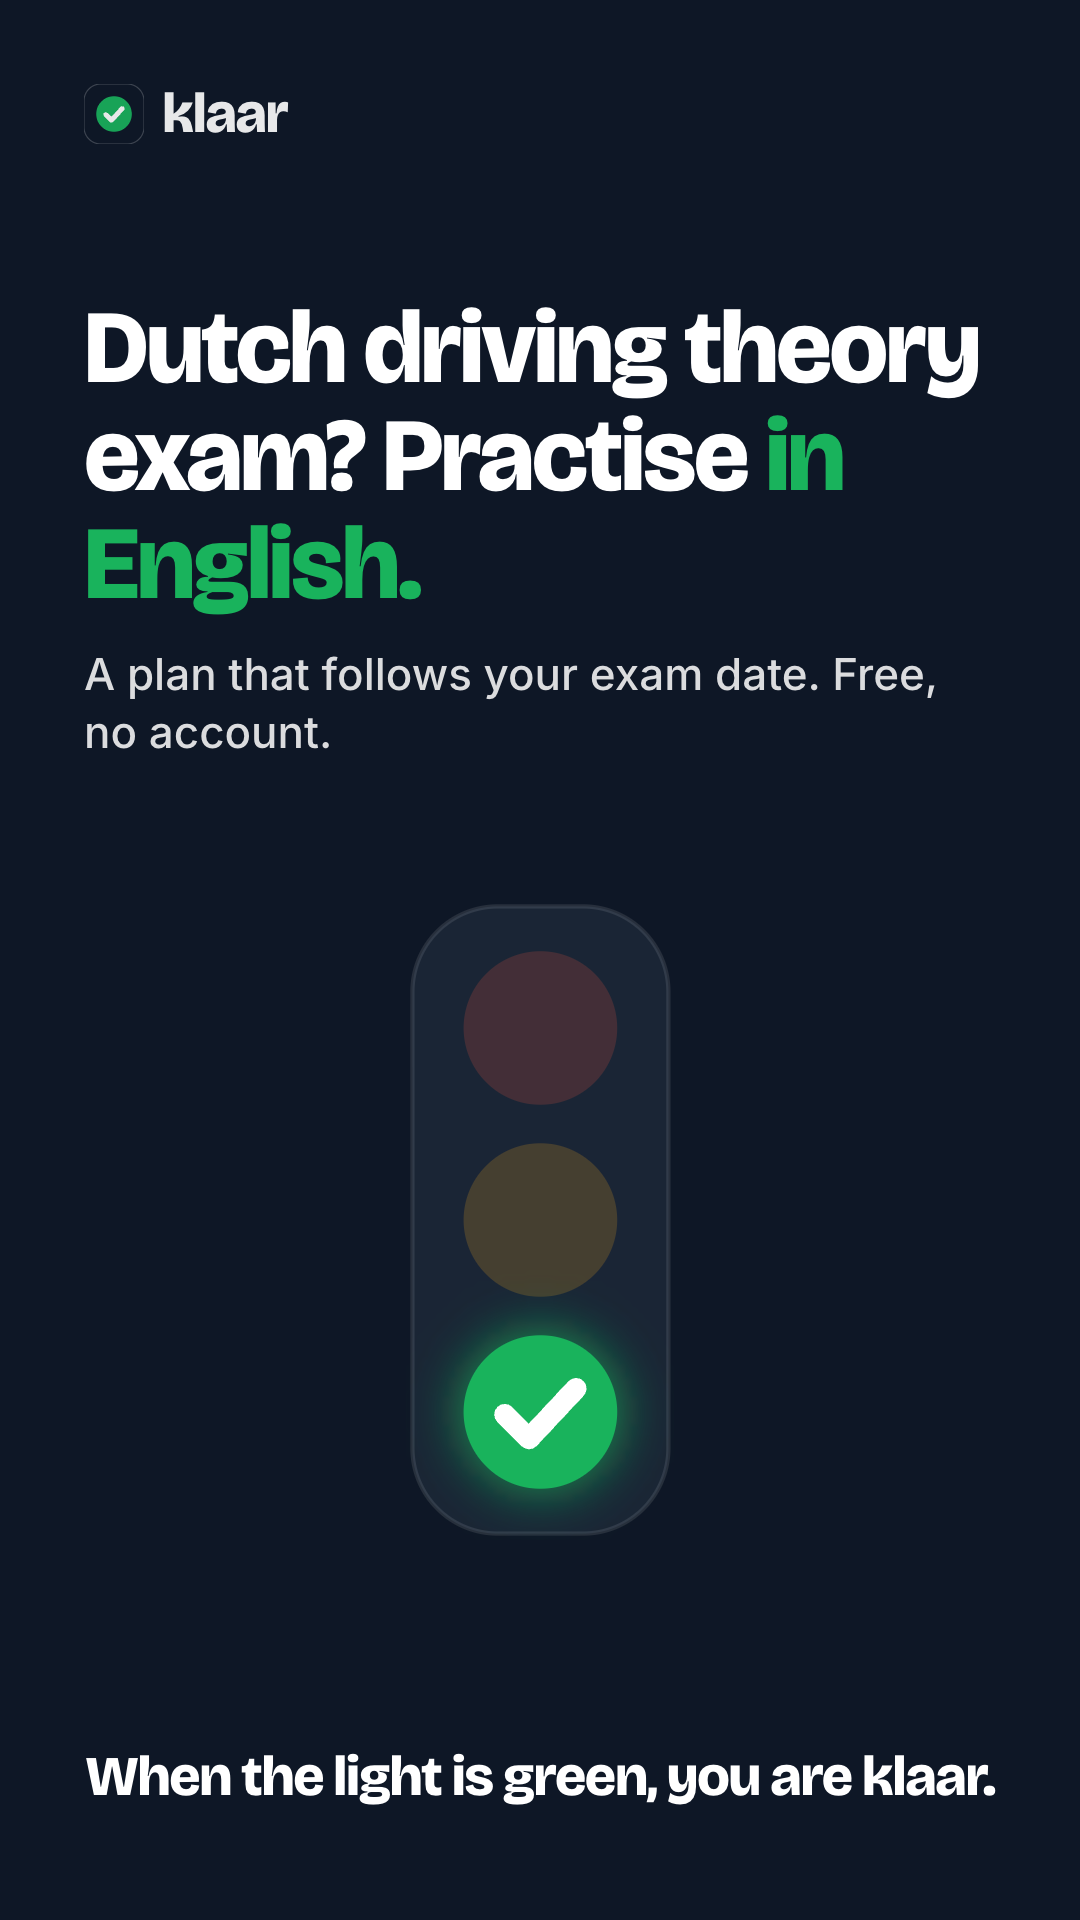 klaar
Dutch driving theory
exam? Practise in
English.
A plan that follows your exam date. Free,
no account.
When the light is green, you are klaar.